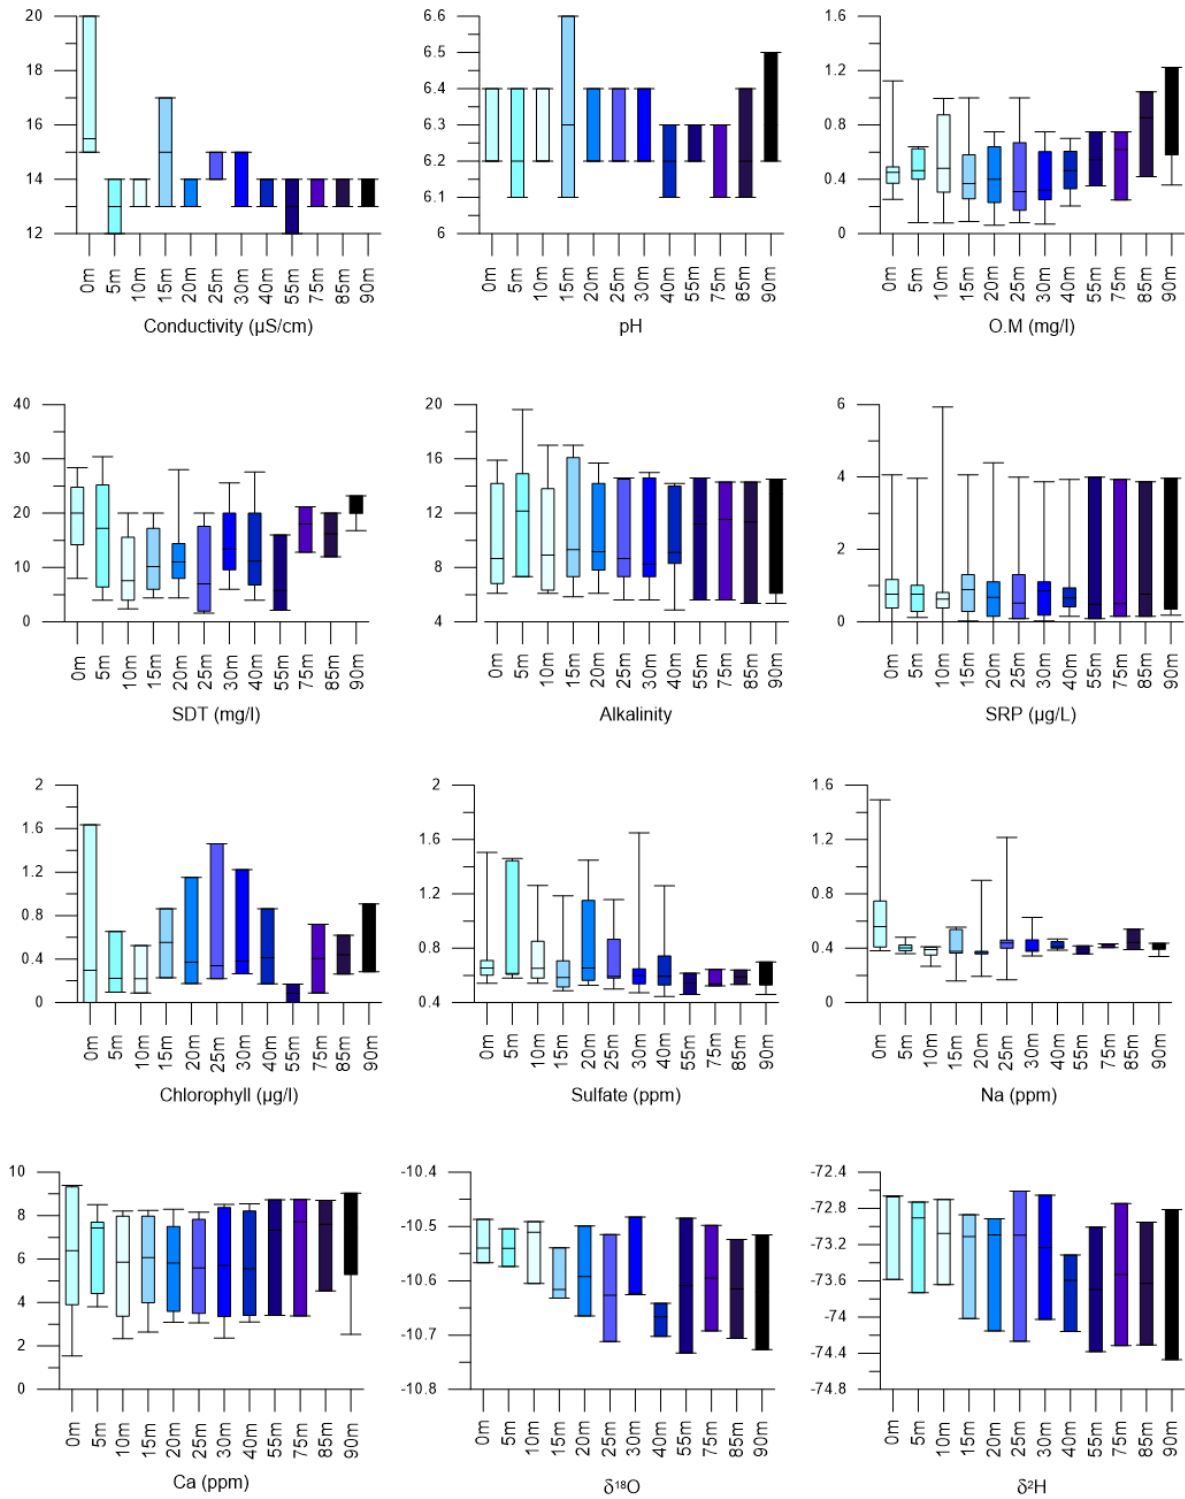 20
18
16
14
12
0m
5m
10m
15m
20m
25m
30m
40m
55m
75m
85m
90m
Conductivity (µS/cm)
6.6
6.5
6.4
6.3
6.2
6.1
6
0m
5m
10m
15m
20m
25m
30m
40m
55m
75m
85m
90m
pH
1.6
1.2
0.8
0.4
0
0m
5m
10m
15m
20m
25m
30m
40m
55m
75m
85m
90m
O.M (mg/l)
40
30
20
10
0
0m
5m
10m
15m
20m
25m
30m
40m
55m
75m
85m
90m
SDT (mg/l)
20
16
12
8
4
0m
5m
10m
15m
20m
25m
30m
40m
55m
75m
85m
90m
Alkalinity
6
4
2
0
0m
5m
10m
15m
20m
25m
30m
40m
55m
75m
85m
90m
SRP (µg/L)
2
1.6
1.2
0.8
0.4
0
0m
5m
10m
15m
20m
25m
30m
40m
55m
75m
85m
90m
Chlorophyll (µg/l)
2
1.6
1.2
0.8
0.4
0m
5m
10m
15m
20m
25m
30m
40m
55m
75m
85m
90m
Sulfate (ppm)
1.6
1.2
0.8
0.4
0
0m
5m
10m
15m
20m
25m
30m
40m
55m
75m
85m
90m
Na (ppm)
10
8
6
4
2
0
0m
5m
10m
15m
20m
25m
30m
40m
55m
75m
85m
90m
Ca (ppm)
-10.4
-10.5
-10.6
-10.7
-10.8
0m
5m
10m
15m
20m
25m
30m
40m
55m
75m
85m
90m
δ¹⁸O
-72.4
-72.8
-73.2
-73.6
-74
-74.4
-74.8
0m
5m
10m
15m
20m
25m
30m
40m
55m
75m
85m
90m
δ²H